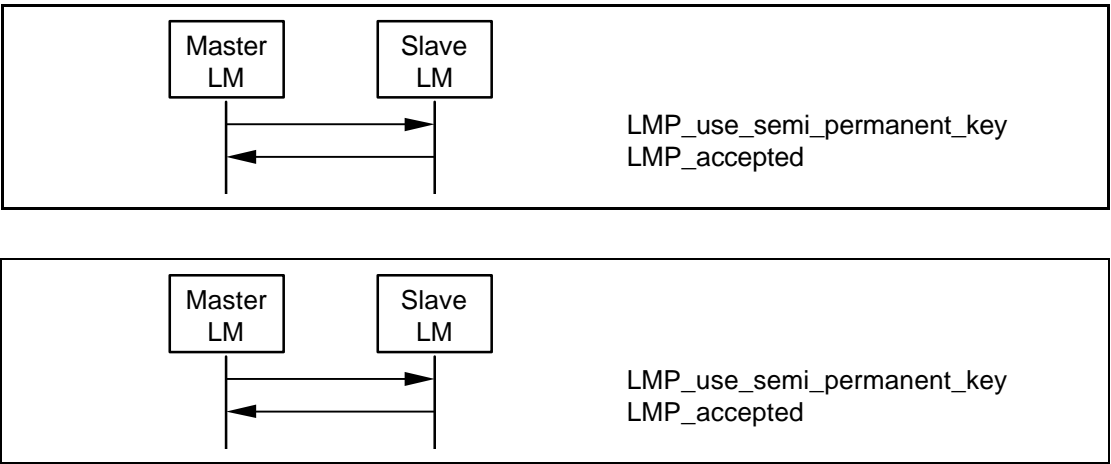 Master LM
Slave LM
LMP_use_semi_permanent_key
LMP_accepted
Master LM
Slave LM
LMP_use_semi_permanent_key
LMP_accepted